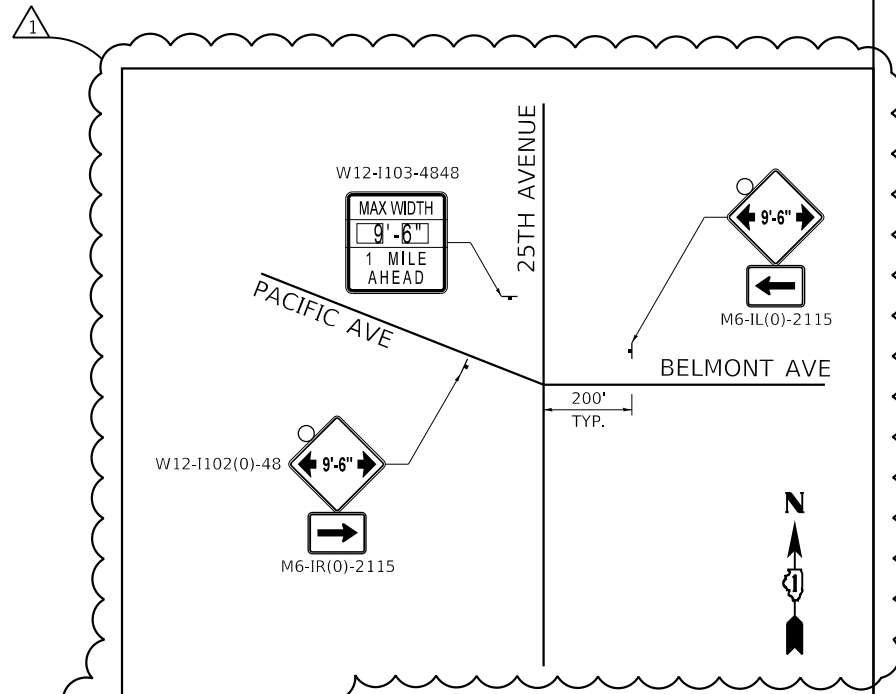 1
W12-I103-4848
MAX WIDTH
9'-6"
1 MILE
AHEAD
25TH AVENUE
9'-6"
M6-IL(0)-2115
PACIFIC AVE
BELMONT AVE
200'
TYP.
W12-I102(0)-48
9'-6"
M6-IR(0)-2115
N
1